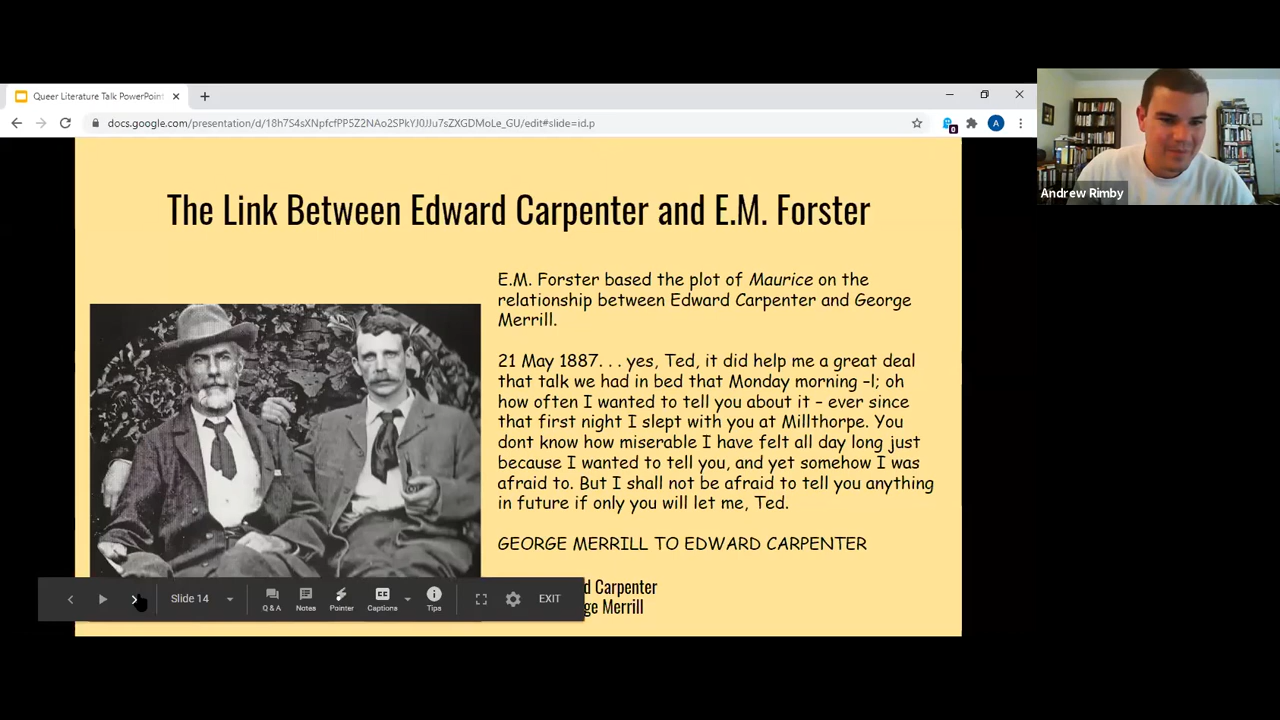 Queer Literature Talk PowerPoint
docs.google.com/presentation/d/18h7S4sXNpfcfPP5Z2NAo2SPkYJ0JJu7sZXGDMoLe_GU/edit#slide=id.p
0
A
Andrew Rimby
The Link Between Edward Carpenter and E.M. Forster
E.M. Forster based the plot of Maurice on the
relationship between Edward Carpenter and George
Merrill.
21 May 1887. . . yes, Ted, it did help me a great deal
that talk we had in bed that Monday morning –l; oh
how often I wanted to tell you about it – ever since
that first night I slept with you at Millthorpe. You
dont know how miserable I have felt all day long just
because I wanted to tell you, and yet somehow I was
afraid to. But I shall not be afraid to tell you anything
in future if only you will let me, Ted.
GEORGE MERRILL TO EDWARD CARPENTER
d Carpenter
ge Merrill
Slide 14
Q & A
Notes
Pointer
Captions
Tips
EXIT